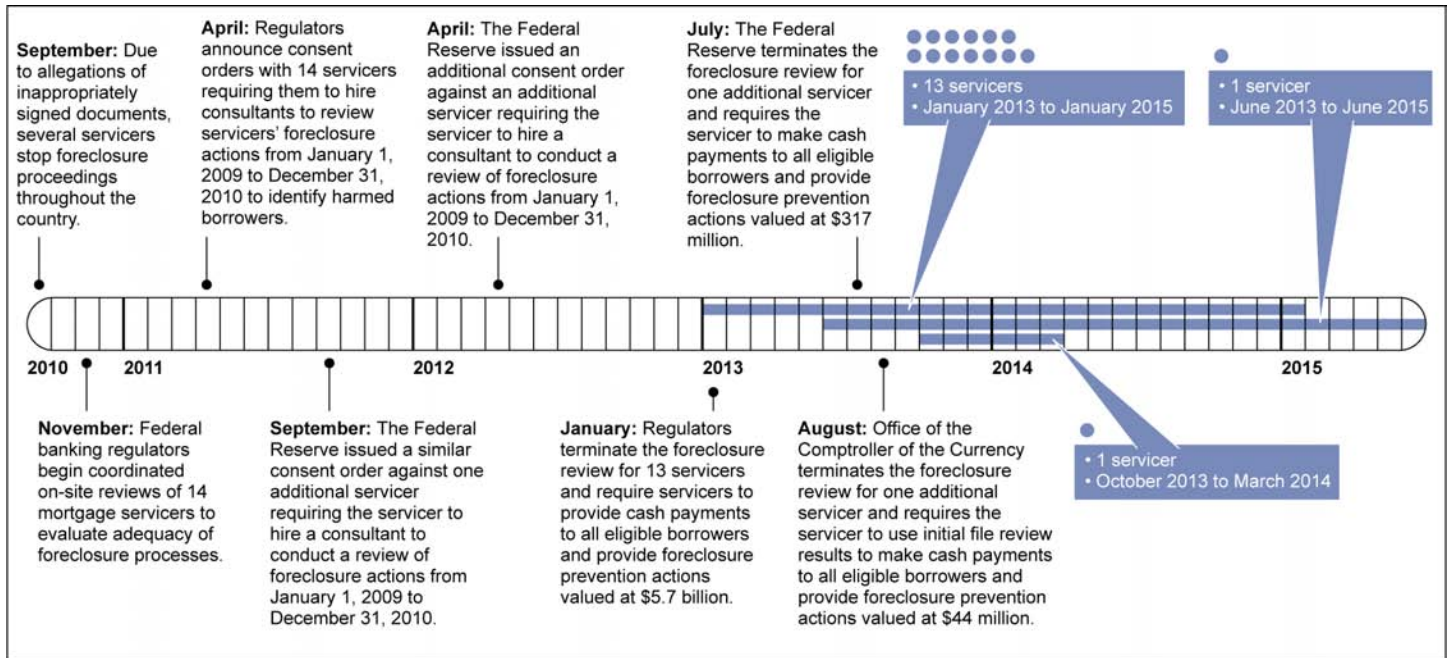 September: Due
to allegations of
inappropriately
signed documents,
several servicers
stop foreclosure
proceedings
throughout the
country.
April: Regulators
announce consent
orders with 14 servicers
requiring them to hire
consultants to review
servicers’ foreclosure
actions from January 1,
2009 to December 31,
2010 to identify harmed
borrowers.
April: The Federal
Reserve issued an
additional consent order
against an additional
servicer requiring the
servicer to hire a
consultant to conduct a
review of foreclosure
actions from January 1,
2009 to December 31,
2010.
July: The Federal
Reserve terminates the
foreclosure review for
one additional servicer
and requires the
servicer to make cash
payments to all eligible
borrowers and provide
foreclosure prevention
actions valued at $317
million.
• 13 servicers
• January 2013 to January 2015
• 1 servicer
• June 2013 to June 2015
2010 2011 2012 2013 2014 2015
November: Federal
banking regulators
begin coordinated
on-site reviews of 14
mortgage servicers to
evaluate adequacy of
foreclosure processes.
September: The Federal
Reserve issued a similar
consent order against one
additional servicer
requiring the servicer to
hire a consultant to
conduct a review of
foreclosure actions from
January 1, 2009 to
December 31, 2010.
January: Regulators
terminate the foreclosure
review for 13 servicers
and require servicers to
provide cash payments
to all eligible borrowers
and provide foreclosure
prevention actions
valued at $5.7 billion.
August: Office of the
Comptroller of the Currency
terminates the foreclosure
review for one additional
servicer and requires the
servicer to use initial file review
results to make cash payments
to all eligible borrowers and
provide foreclosure prevention
actions valued at $44 million.
• 1 servicer
• October 2013 to March 2014